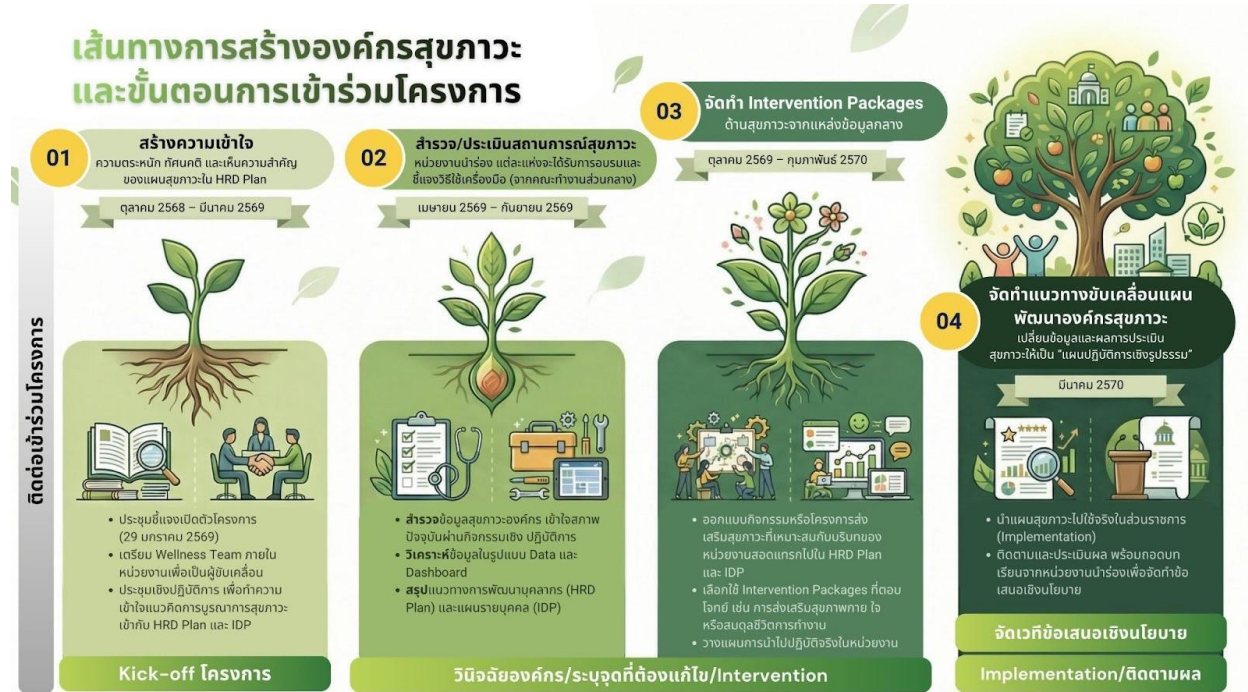 เส้นทางการสร้างองค์กรสุขภาวะ
และขั้นตอนการเข้าร่วมโครงการ
ติดต่อเข้าร่วมโครงการ
01
สร้างความเข้าใจ
ความตระหนัก ทัศนคติ และเห็นความสำคัญ
ของแผนสุขภาวะใน HRD Plan
ตุลาคม 2568 – มีนาคม 2569
• ประชุมชี้แจงเปิดตัวโครงการ
(29 มกราคม 2569)
• เตรียม Wellness Team ภายใน
หน่วยงานเพื่อเป็นผู้ขับเคลื่อน
• ประชุมเชิงปฏิบัติการ เพื่อทำความ
เข้าใจแนวคิดการบูรณาการสุขภาวะ
เข้ากับ HRD Plan และ IDP
Kick-off โครงการ
02
สำรวจ/ประเมินสถานการณ์สุขภาวะ
หน่วยงานนำร่อง แต่ละแห่งจะได้รับการอบรมและ
ชี้แจงวิธีใช้เครื่องมือ (จากคณะทำงานส่วนกลาง)
เมษายน 2569 – กันยายน 2569
• สำรวจข้อมูลสุขภาวะองค์กร เข้าใจสภาพ
ปัจจุบันผ่านกิจกรรมเชิง ปฏิบัติการ
• วิเคราะห์ข้อมูลในรูปแบบ Data และ
Dashboard
• สรุปแนวทางการพัฒนาบุคลากร (HRD
Plan) และแผนรายบุคคล (IDP)
03
จัดทำ Intervention Packages
ด้านสุขภาวะจากแหล่งข้อมูลกลาง
ตุลาคม 2569 – กุมภาพันธ์ 2570
• ออกแบบกิจกรรมหรือโครงการส่ง
เสริมสุขภาวะที่เหมาะสมกับบริบทของ
หน่วยงานสอดแทรกไปใน HRD Plan
และ IDP
• เลือกใช้ Intervention Packages ที่ตอบ
โจทย์ เช่น การส่งเสริมสุขภาพกาย ใจ
หรือสมดุลชีวิตการทำงาน
• วางแผนการนำไปปฏิบัติจริงในหน่วยงาน
วินิจฉัยองค์กร/ระบุจุดที่ต้องแก้ไข/Intervention
04
จัดทำแนวทางขับเคลื่อนแผน
พัฒนาองค์กรสุขภาวะ
เปลี่ยนข้อมูลและผลการประเมิน
สุขภาวะให้เป็น “แผนปฏิบัติการเชิงรูปธรรม”
มีนาคม 2570
• นำแผนสุขภาวะไปใช้จริงในส่วนราชการ
(Implementation)
• ติดตามและประเมินผล พร้อมถอดบท
เรียนจากหน่วยงานนำร่องเพื่อจัดทำข้อ
เสนอเชิงนโยบาย
จัดเวทีข้อเสนอเชิงนโยบาย
Implementation/ติดตามผล